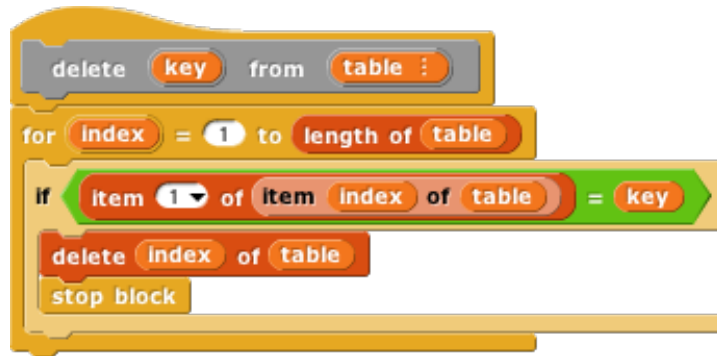 delete key from table ⋮
for index = 1 to length of table
if item 1 of item index of table = key
delete index of table
stop block